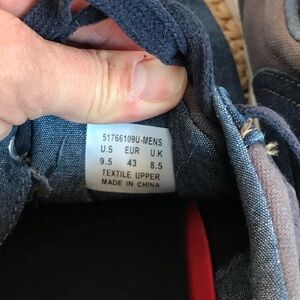 51766109U-MENS
U.S EUR U.K
9.5 43 8.5
TEXTILE UPPER
MADE IN CHINA